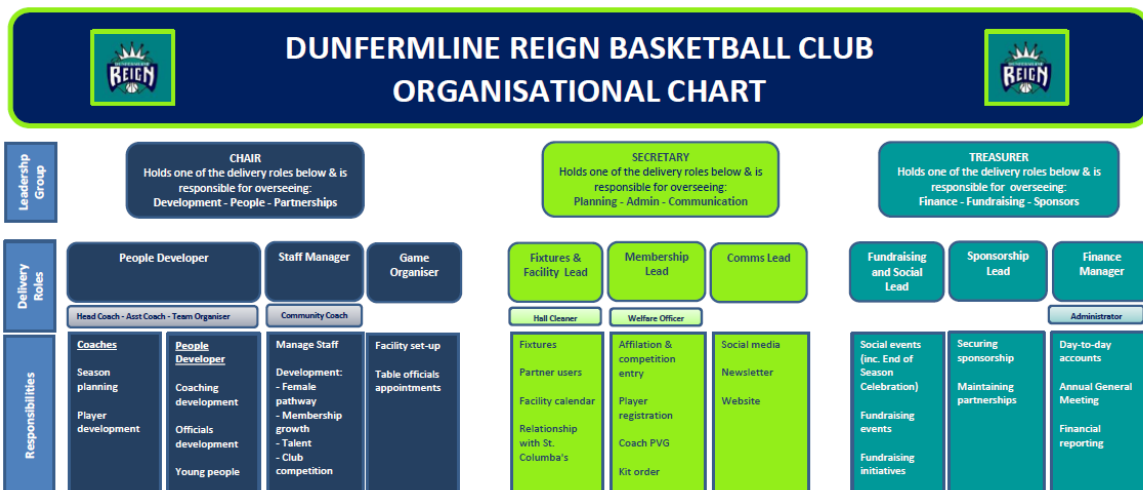 DUNFERMLINE REIGN BASKETBALL CLUB
ORGANISATIONAL CHART
REIGN
REIGN
Leadershp
Group
CHAIR
Holds one of the delivery roles below & is
responsible for overseeing:
Development - People - Partnerships
SECRETARY
Holds one of the delivery roles below & is
responsible for overseeing:
Planning - Admin - Communication
TREASURER
Holds one of the delivery roles below & is
responsible for overseeing:
Finance - Fundraising - Sponsors
Delivery
Roles
People Developer
Staff Manager
Game
Organiser
Fixtures &
Facility Lead
Membership
Lead
Comms Lead
Fundraising
and Social
Lead
Sponsorship
Lead
Finance
Manager
Head Coach - Asst Coach - Team Organiser
Community Coach
Hall Cleaner
Welfare Officer
Administrator
Responsibilities
Coaches
Season
planning
Player
development
People
Developer
Coaching
development
Officials
development
Young people
Manage Staff
Development:
- Female
pathway
- Membership
growth
- Talent
- Club
competition
Facility set-up
Table officials
appointments
Fixtures
Partner users
Facility calendar
Relationship
with St.
Columba's
Affilation &
competition
entry
Player
registration
Coach PVG
Kit order
Social media
Newsletter
Website
Social events
(inc. End of
Season
Celebration)
Fundraising
events
Fundraising
initiatives
Securing
sponsorship
Maintaining
partnerships
Day-to-day
accounts
Annual General
Meeting
Financial
reporting